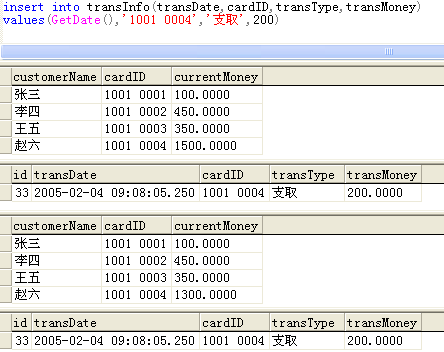 insert into transInfo(transDate,cardID,transType,transMoney)
values(GetDate(),'1001 0004','支取',200)
customerName cardID currentMoney
张三 1001 0001 100.0000
李四 1001 0002 450.0000
王五 1001 0003 350.0000
赵六 1001 0004 1500.0000
id transDate cardID transType transMoney
33 2005-02-04 09:08:05.250 1001 0004 支取 200.0000
customerName cardID currentMoney
张三 1001 0001 100.0000
李四 1001 0002 450.0000
王五 1001 0003 350.0000
赵六 1001 0004 1300.0000
id transDate cardID transType transMoney
33 2005-02-04 09:08:05.250 1001 0004 支取 200.0000